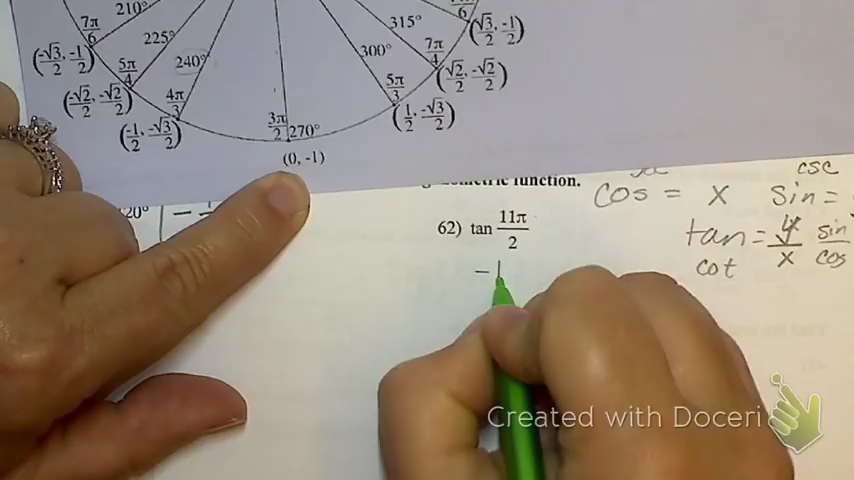 210°
7π/6
(-√3/2, -1/2)
225°
5π/4
(-√2/2, -√2/2)
240°
4π/3
(-1/2, -√3/2)
3π/2 270°
(0, -1)
300°
5π/3
(1/2, -√3/2)
315°
7π/4
(√2/2, -√2/2)
(√3/2, -1/2)
function.
62) tan 11π/2
cos = x
csc
sin =
tan = y/x sin/cos
cot
Created with Doceri